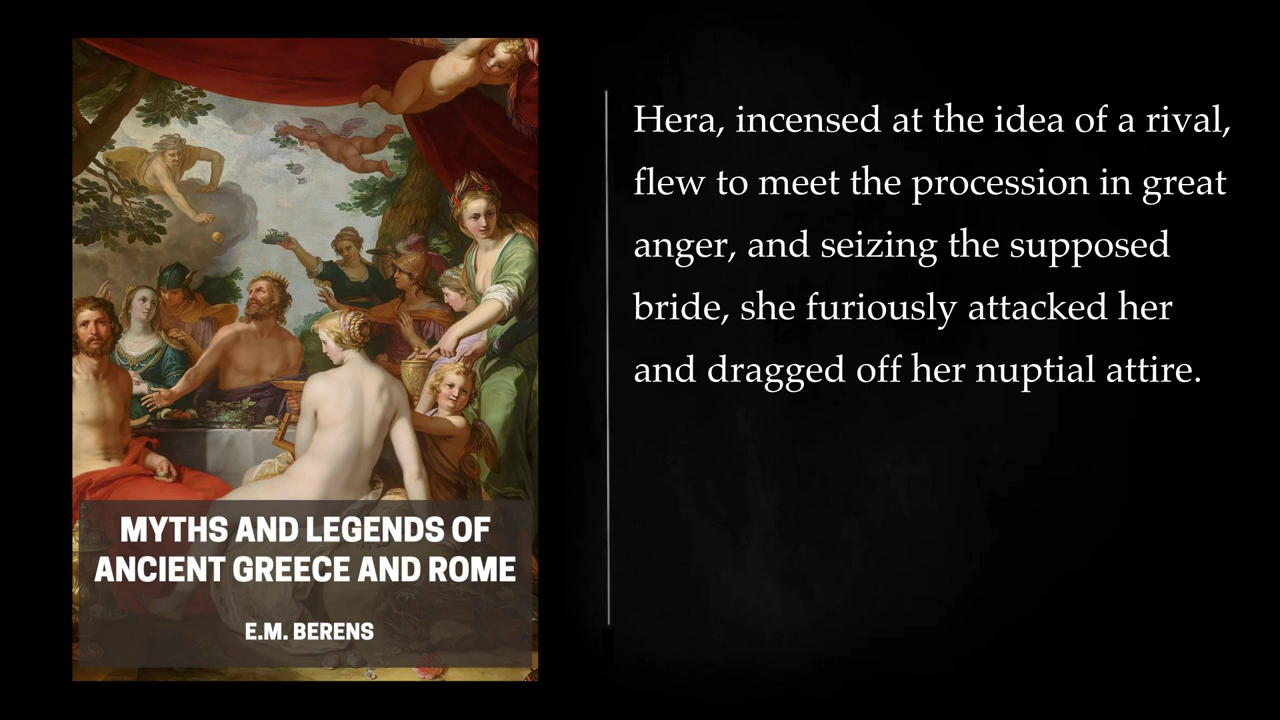 MYTHS AND LEGENDS OF
ANCIENT GREECE AND ROME
E.M. BERENS
Hera, incensed at the idea of a rival,
flew to meet the procession in great
anger, and seizing the supposed
bride, she furiously attacked her
and dragged off her nuptial attire.